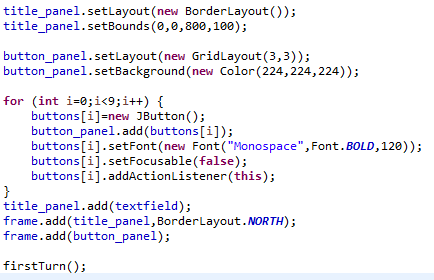 title_panel.setLayout(new BorderLayout());
title_panel.setBounds(0,0,800,100);
button_panel.setLayout(new GridLayout(3,3));
button_panel.setBackground(new Color(224,224,224));
for (int i=0;i<9;i++) {
buttons[i]=new JButton();
button_panel.add(buttons[i]);
buttons[i].setFont(new Font("Monospace",Font.BOLD,120));
buttons[i].setFocusable(false);
buttons[i].addActionListener(this);
}
title_panel.add(textfield);
frame.add(title_panel,BorderLayout.NORTH);
frame.add(button_panel);
firstTurn();